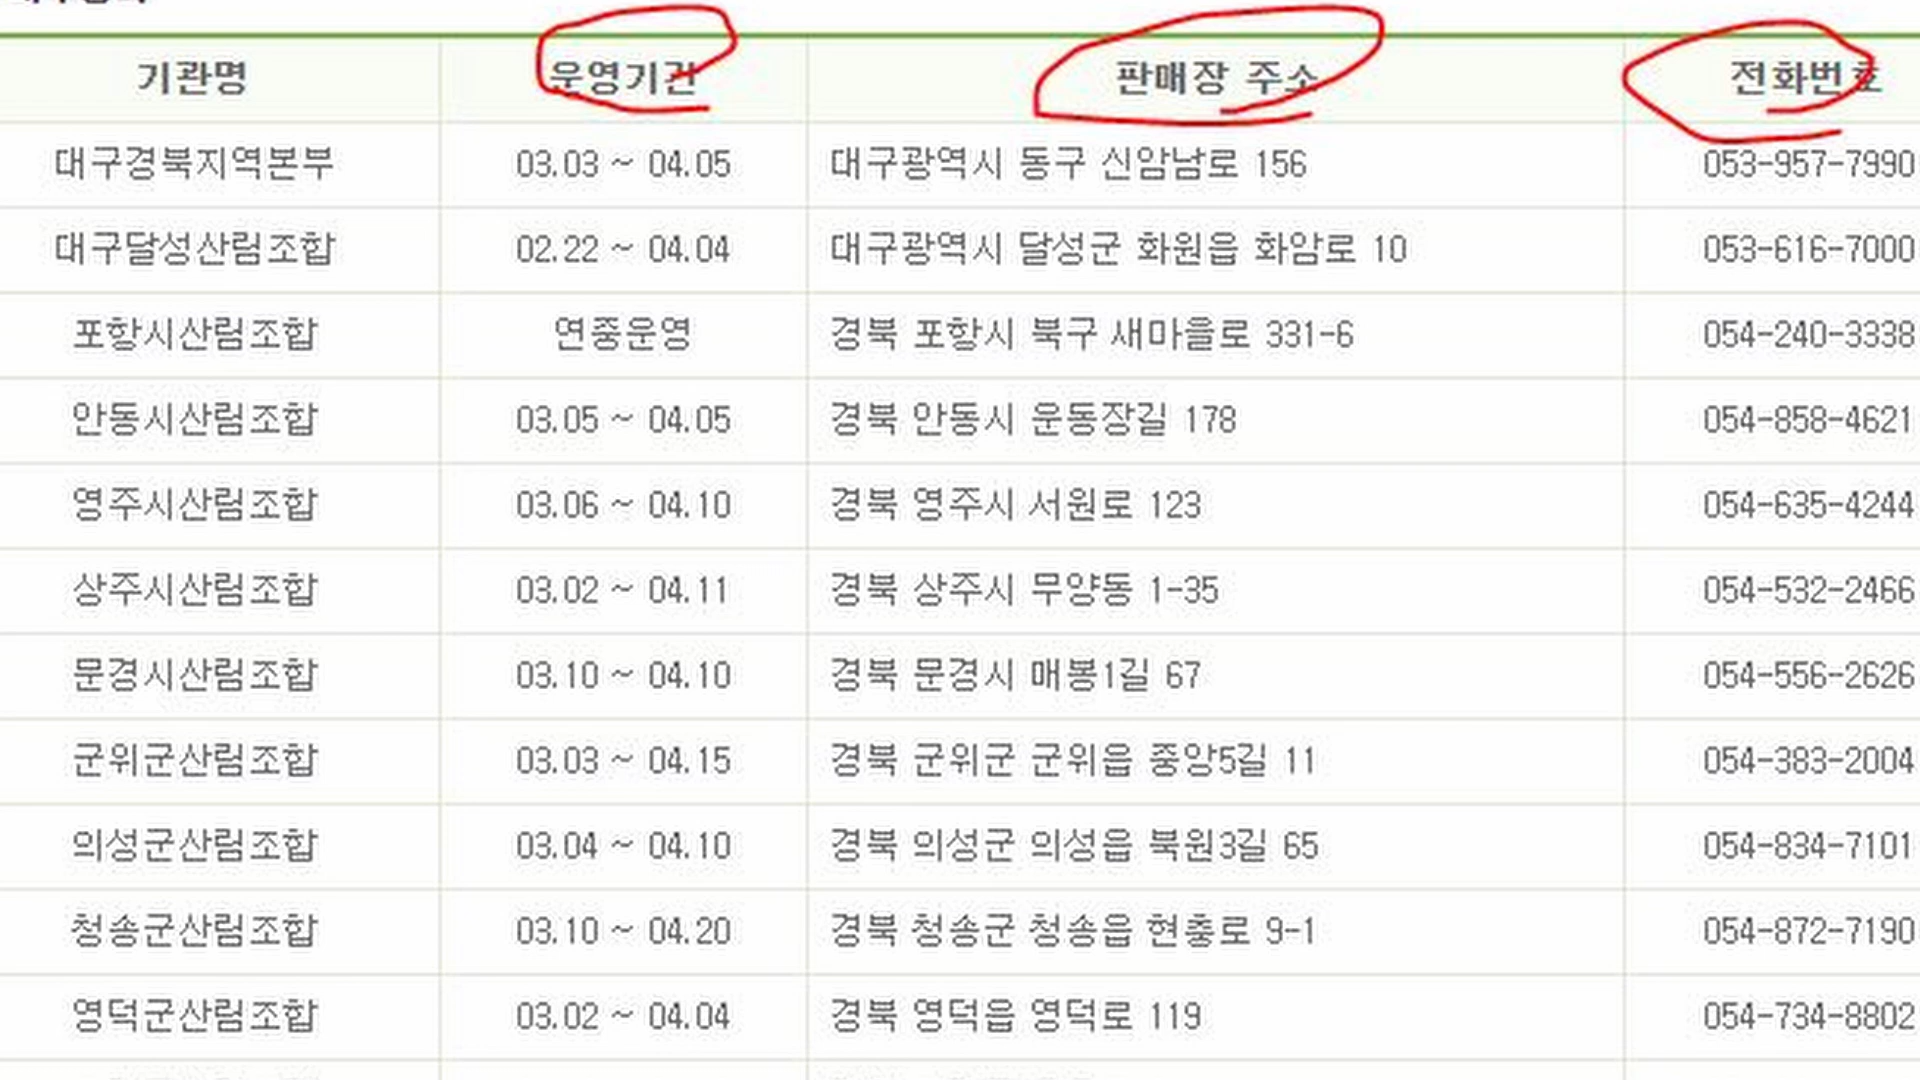 기관명 운영기간 판매장 주소 전화번호
대구경북지역본부 03.03 ~ 04.05 대구광역시 동구 신암남로 156 053-957-7990
대구달성산림조합 02.22 ~ 04.04 대구광역시 달성군 화원읍 화암로 10 053-616-7000
포항시산림조합 연중운영 경북 포항시 북구 새마을로 331-6 054-240-3338
안동시산림조합 03.05 ~ 04.05 경북 안동시 운동장길 178 054-858-4621
영주시산림조합 03.06 ~ 04.10 경북 영주시 서원로 123 054-635-4244
상주시산림조합 03.02 ~ 04.11 경북 상주시 무양동 1-35 054-532-2466
문경시산림조합 03.10 ~ 04.10 경북 문경시 매봉1길 67 054-556-2626
군위군산림조합 03.03 ~ 04.15 경북 군위군 군위읍 중앙5길 11 054-383-2004
의성군산림조합 03.04 ~ 04.10 경북 의성군 의성읍 북원3길 65 054-834-7101
청송군산림조합 03.10 ~ 04.20 경북 청송군 청송읍 현충로 9-1 054-872-7190
영덕군산림조합 03.02 ~ 04.04 경북 영덕읍 영덕로 119 054-734-8802